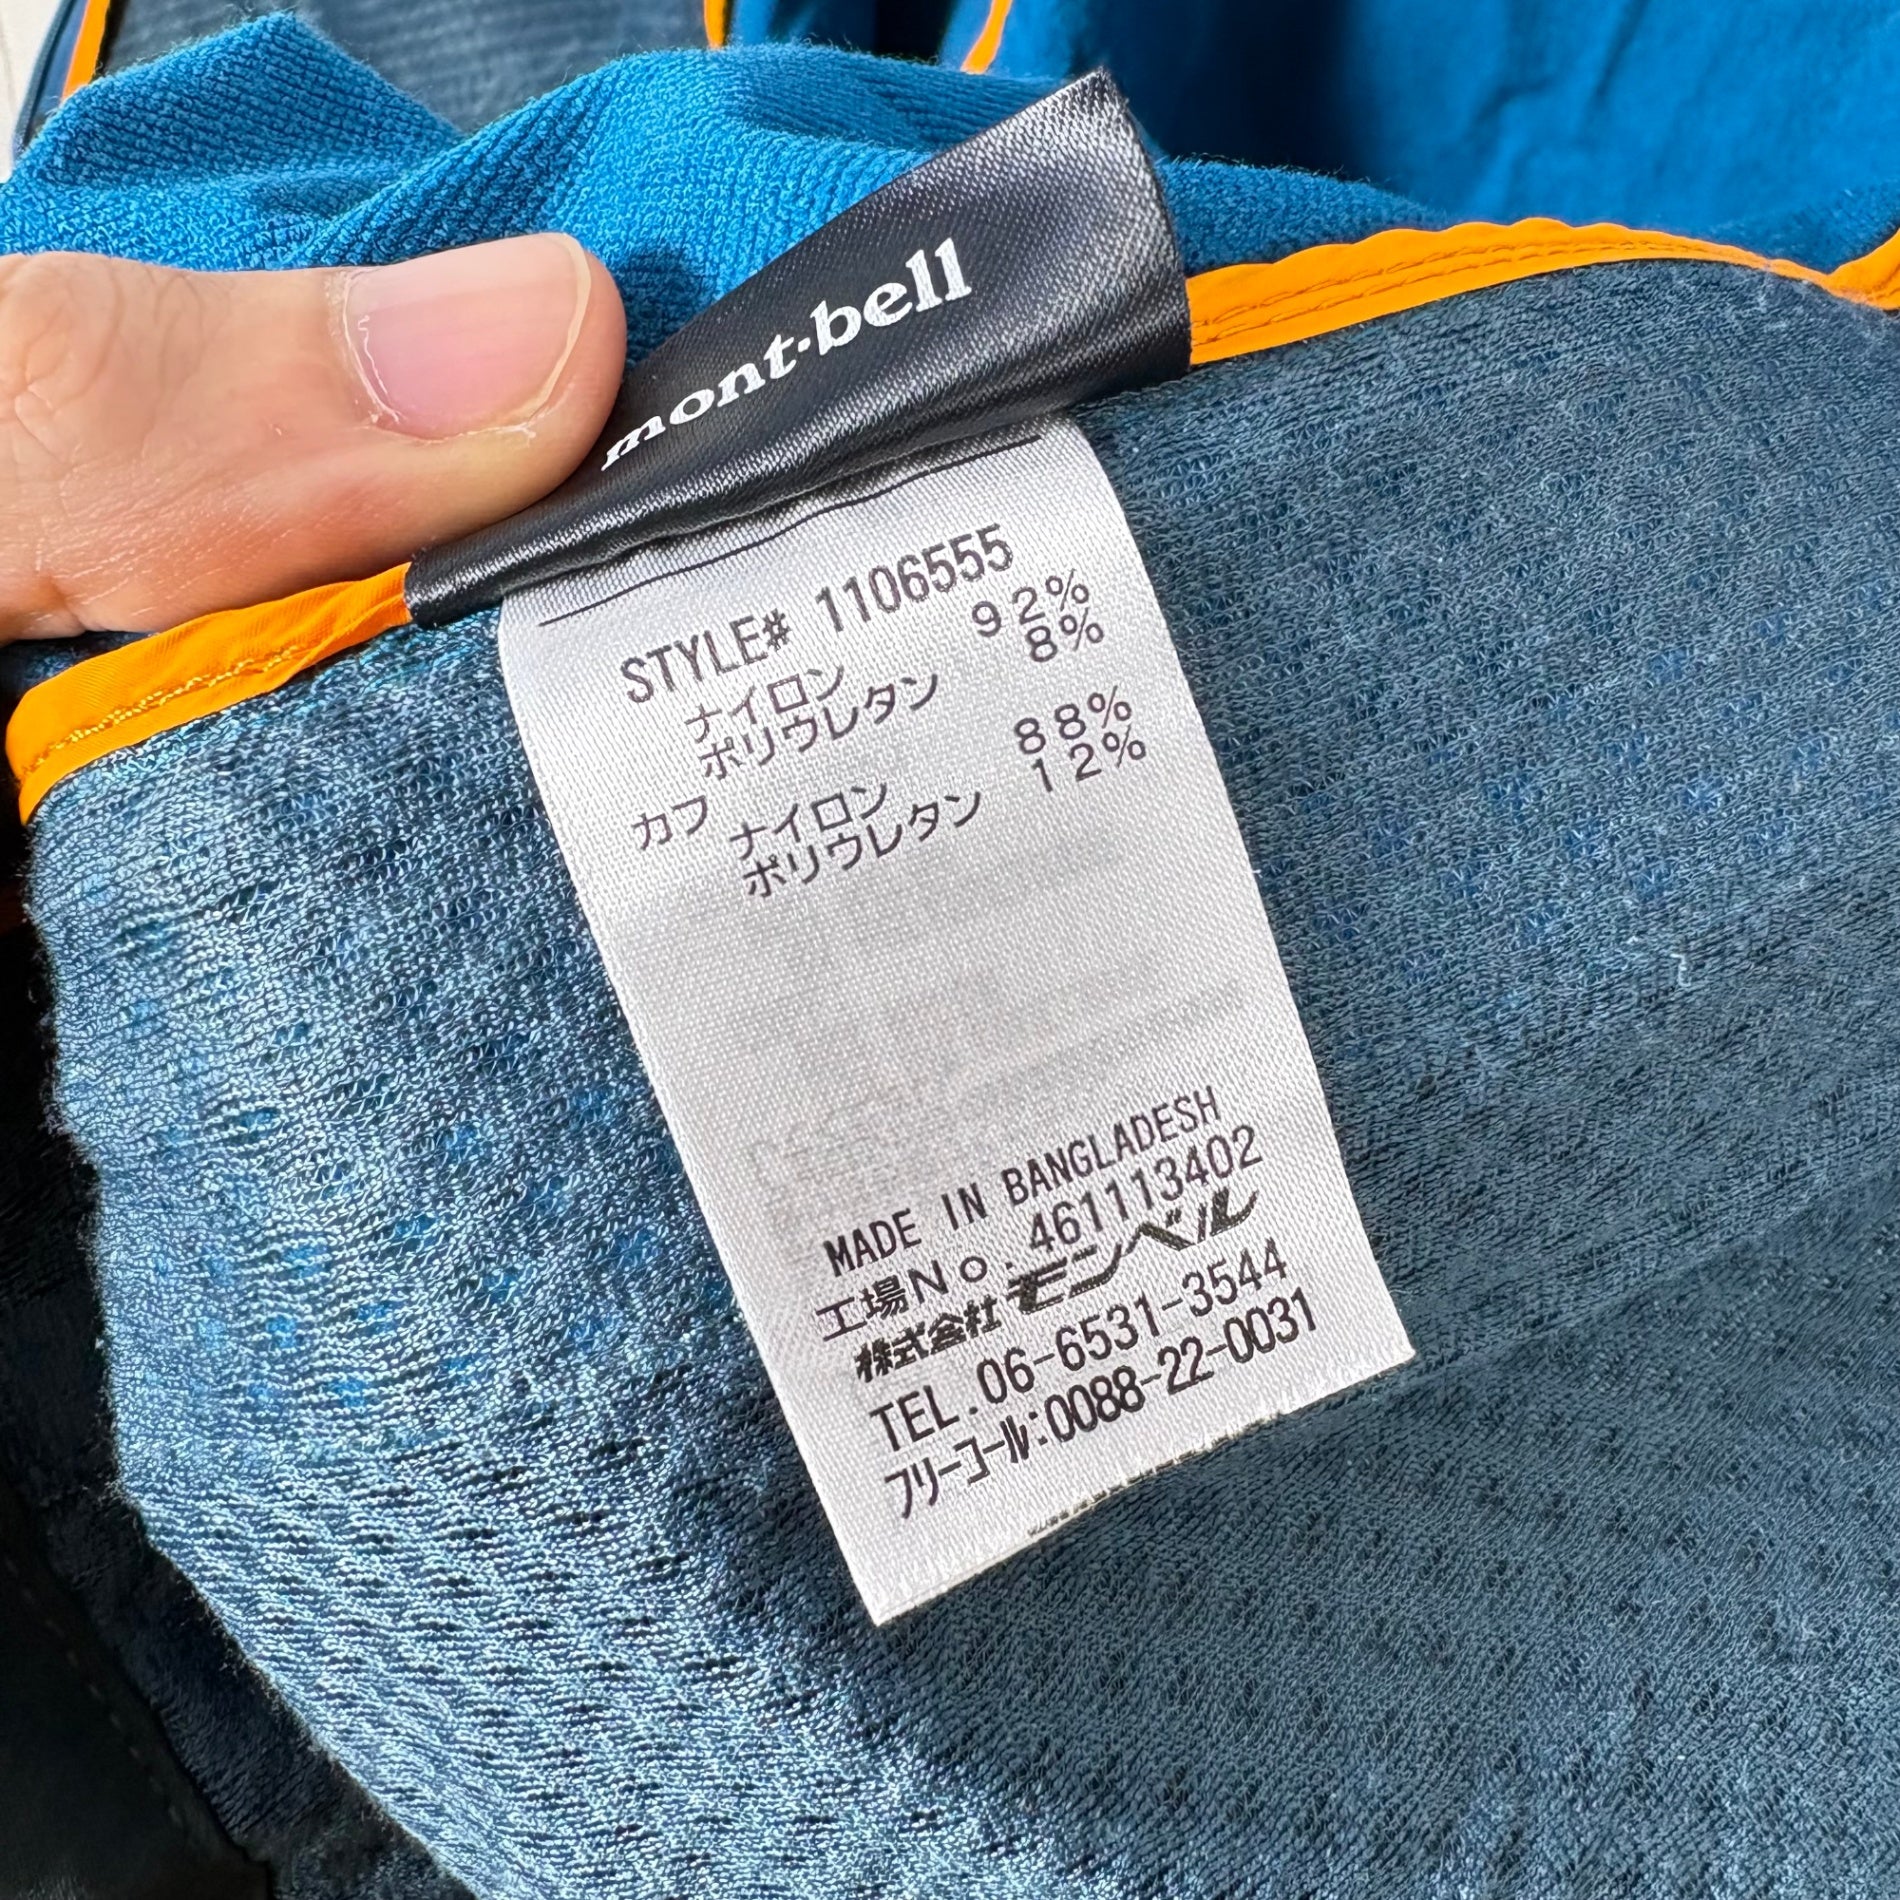 mont-bell
STYLE# 1106555
ナイロン 92%
ポリウレタン 8%
カフ ナイロン 88%
ポリウレタン 12%
MADE IN BANGLADESH
工場No.461113402
株式会社モンベル
TEL.06-6531-3544
フリーコール:0088-22-0031